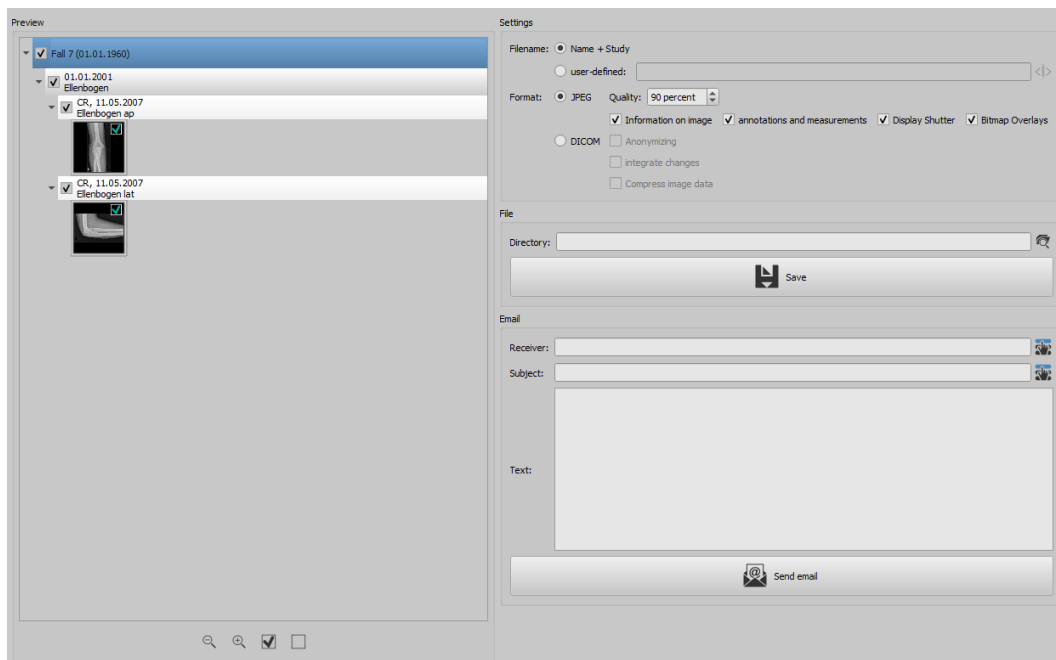 Preview
Fall 7 (01.01.1960)
01.01.2001
Ellenbogen
CR, 11.05.2007
Ellenbogen ap
CR, 11.05.2007
Ellenbogen lat
Settings
Filename: Name + Study
user-defined:
Format: JPEG Quality: 90 percent
Information on image annotations and measurements Display Shutter Bitmap Overlays
DICOM Anonymizing
integrate changes
Compress image data
File
Directory:
Save
Email
Receiver:
Subject:
Text:
Send email